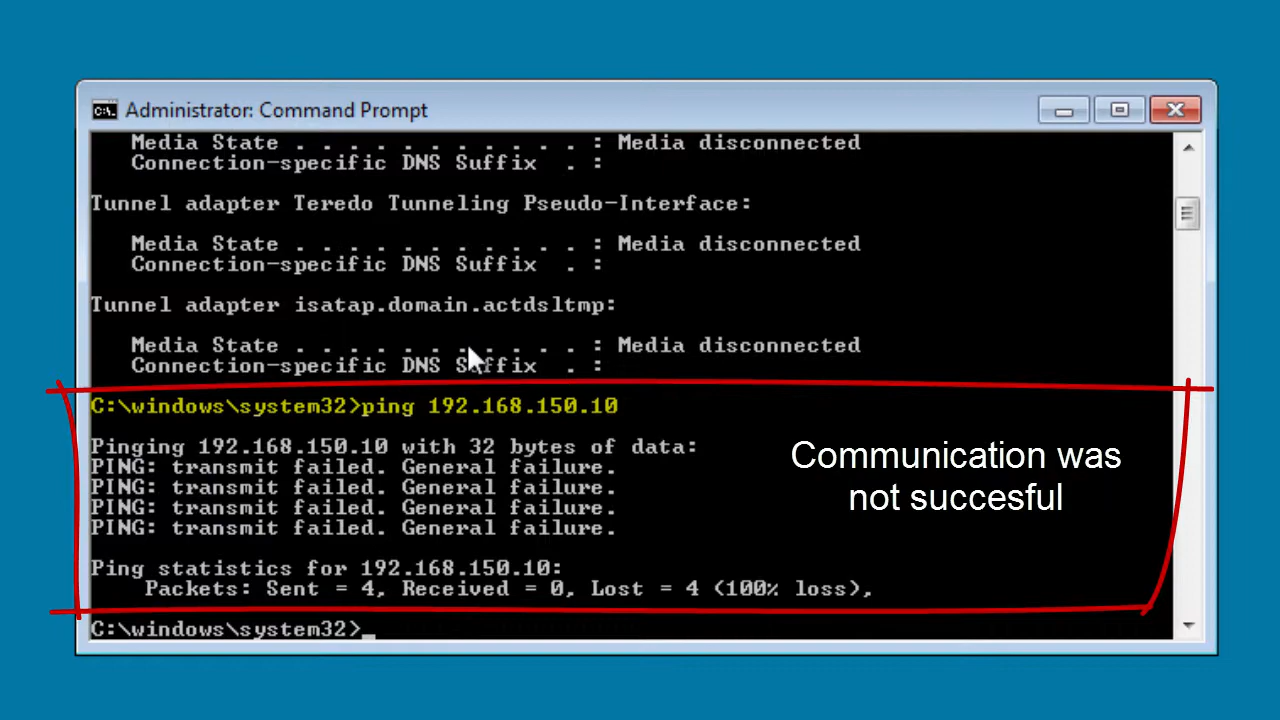 Administrator: Command Prompt
Media State . . . . . . . . . . . : Media disconnected
Connection-specific DNS Suffix  . :
Tunnel adapter Teredo Tunneling Pseudo-Interface:
Media State . . . . . . . . . . . : Media disconnected
Connection-specific DNS Suffix  . :
Tunnel adapter isatap.domain.actdsltmp:
Media State . . . . . . . . . . . : Media disconnected
Connection-specific DNS Suffix  . :
C:\windows\system32>ping 192.168.150.10
Pinging 192.168.150.10 with 32 bytes of data:
PING: transmit failed. General failure.
PING: transmit failed. General failure.
PING: transmit failed. General failure.
PING: transmit failed. General failure.
Communication was
not succesful
Ping statistics for 192.168.150.10:
Packets: Sent = 4, Received = 0, Lost = 4 (100% loss),
C:\windows\system32>_